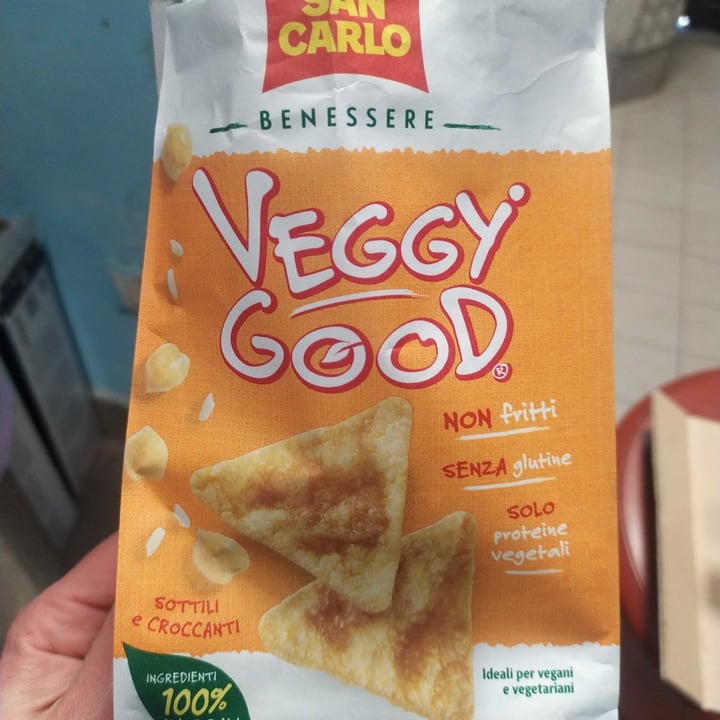 SAN
CARLO
BENESSERE
VEGGY
GOOD®
NON fritti
SENZA glutine
SOLO
proteine
vegetali
SOTTILI
e CROCCANTI
INGREDIENTI
100%
Ideali per vegani
e vegetariani